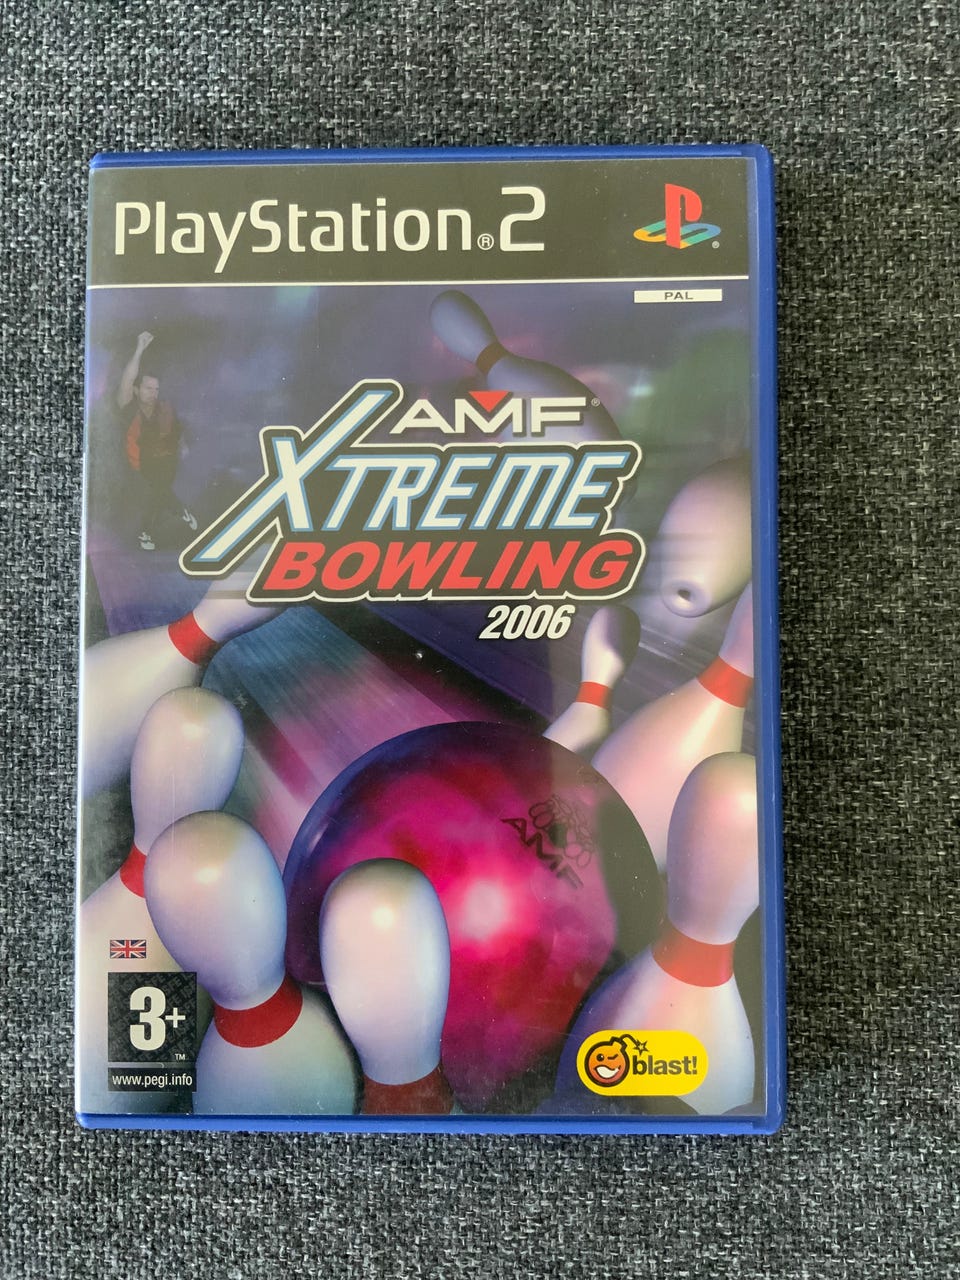 PlayStation®2
PAL
AMF®
XTREME
BOWLING
2006
AMF
3+
™
www.pegi.info
blast!